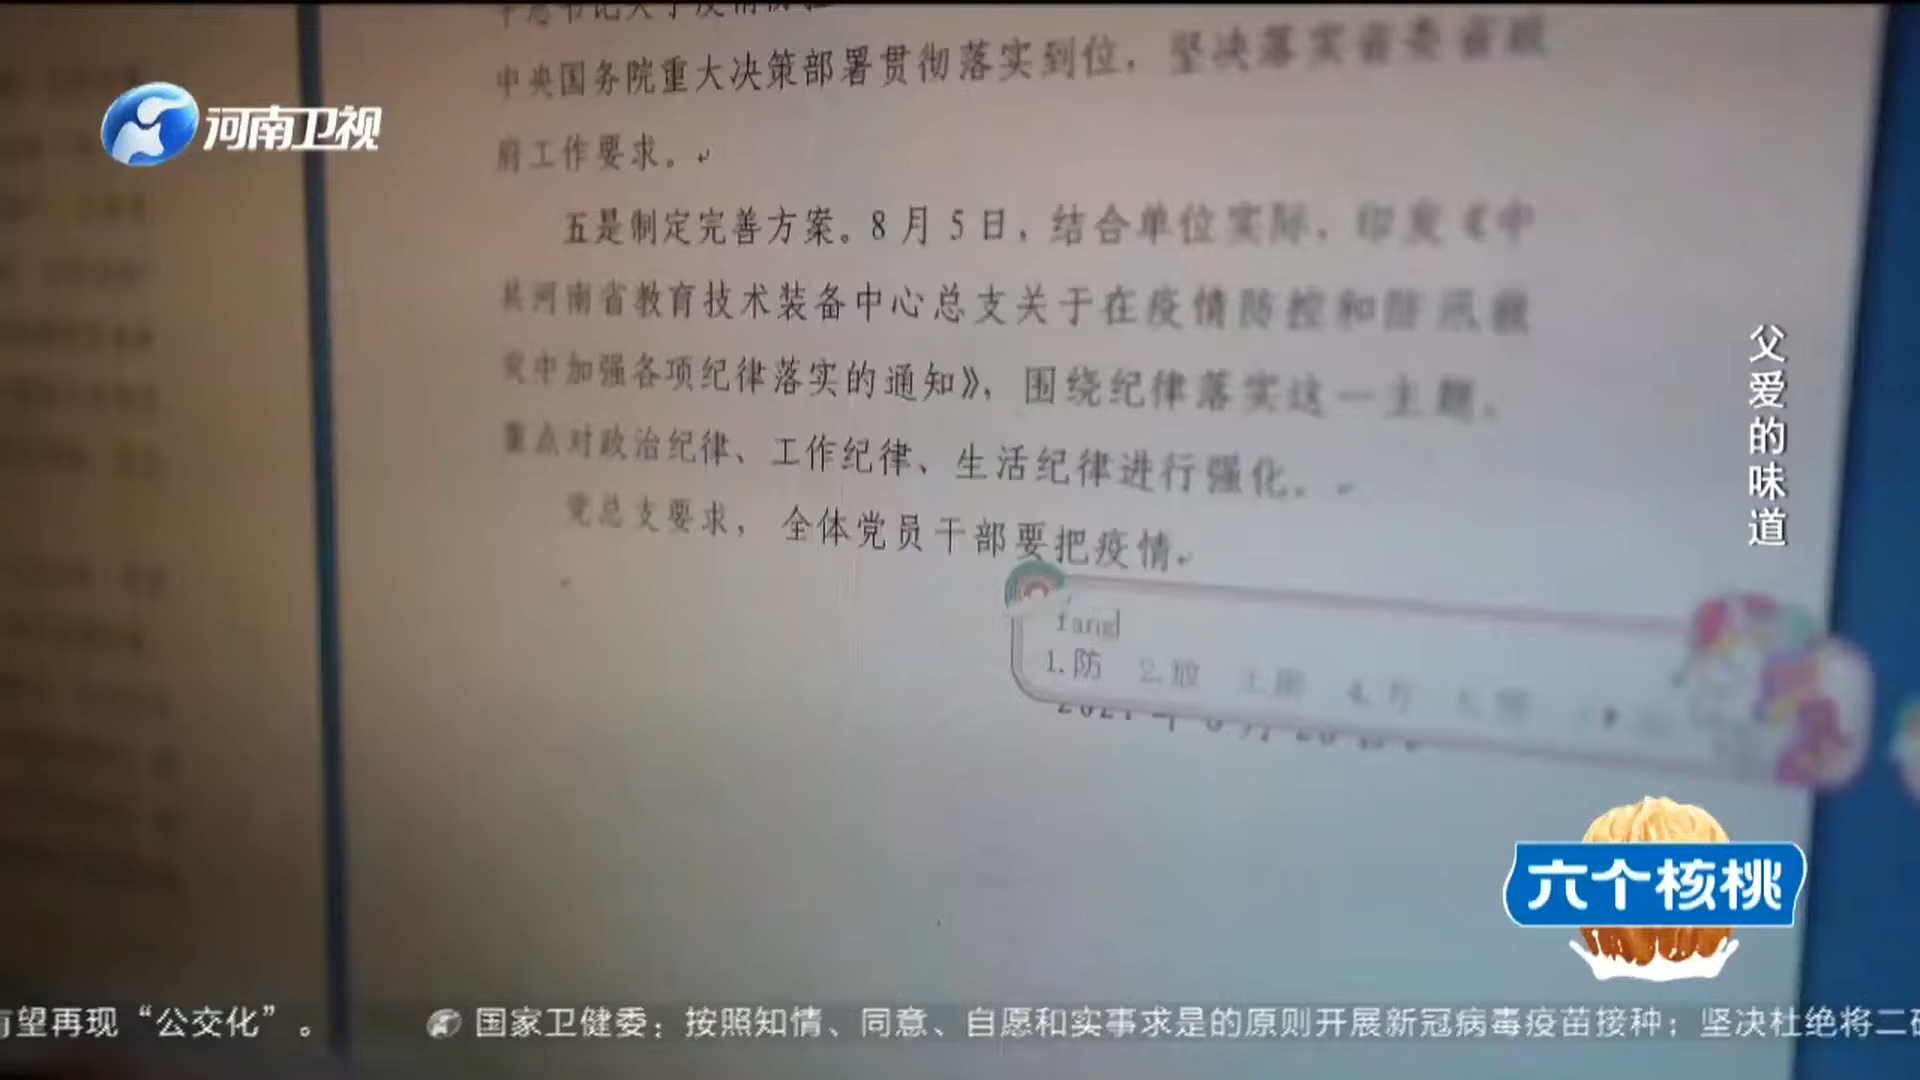 河南卫视
中央国务院重大决策部署贯彻落实到位，坚决落实省委省政
府工作要求。
五是制定完善方案。8月5日，结合单位实际，印发《中
共河南省教育技术装备中心总支关于在疫情防控和防汛救
灾中加强各项纪律落实的通知》，围绕纪律落实这一主题，
重点对政治纪律、工作纪律、生活纪律进行强化。
党总支要求，全体党员干部要把疫情
fang
1.防 2.放
父爱的味道
六个核桃
有望再现“公交化”。
国家卫健委：按照知情、同意、自愿和实事求是的原则开展新冠病毒疫苗接种；坚决杜绝将二